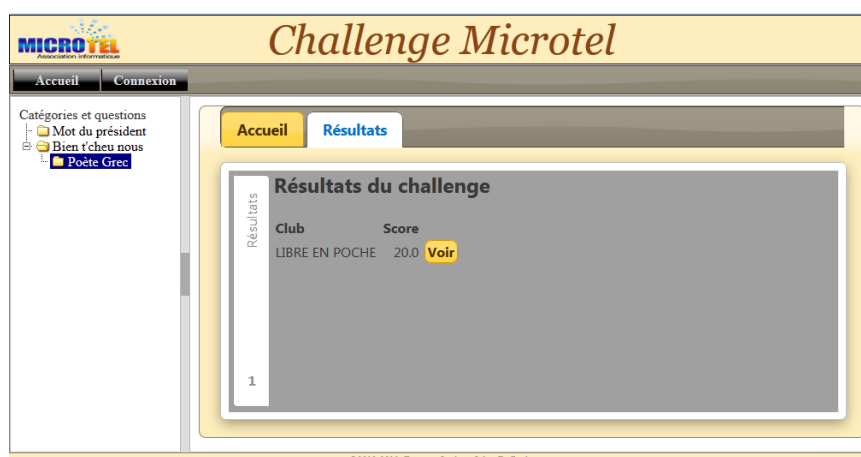 MICROTEL
Association informatique
Challenge Microtel
Accueil Connexion
Catégories et questions
Mot du président
Bien t'cheu nous
Poète Grec
Accueil Résultats
Résultats
1
Résultats du challenge
Club Score
LIBRE EN POCHE 20.0 Voir